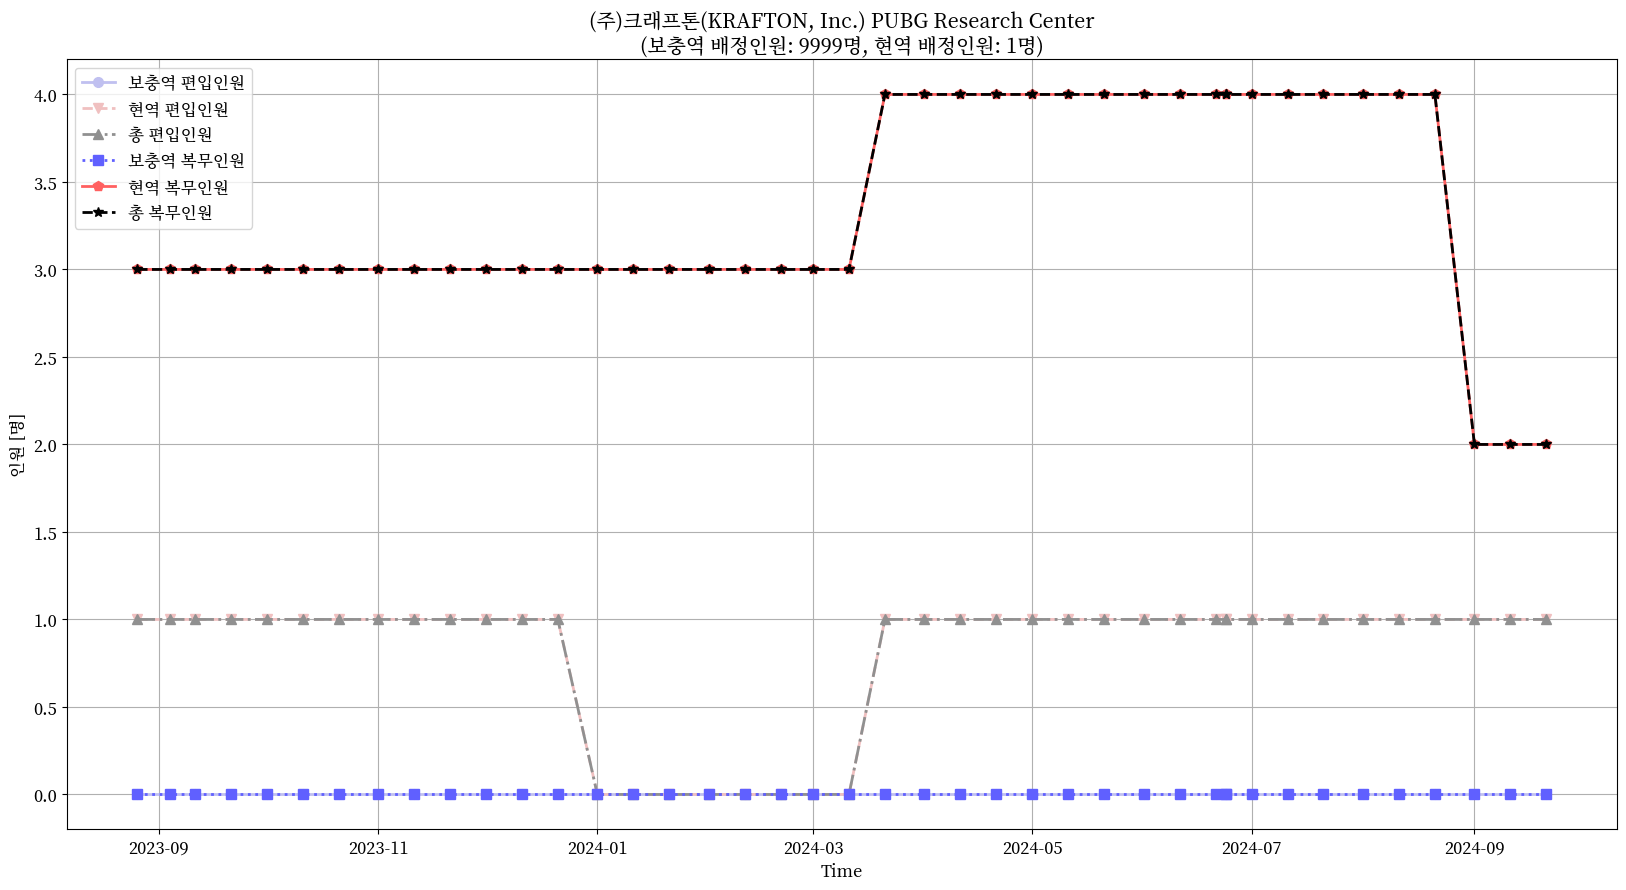 (주)크래프톤(KRAFTON, Inc.) PUBG Research Center
(보충역 배정인원: 9999명, 현역 배정인원: 1명)
보충역 편입인원
현역 편입인원
총 편입인원
보충역 복무인원
현역 복무인원
총 복무인원
4.0
3.5
3.0
2.5
2.0
1.5
1.0
0.5
0.0
인원 [명]
2023-09 2023-11 2024-01 2024-03 2024-05 2024-07 2024-09
Time